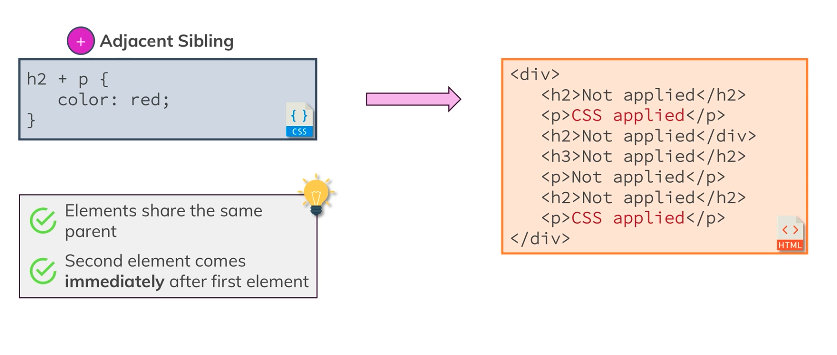 + Adjacent Sibling
h2 + p {
color: red;
}
{ }
CSS
Elements share the same
parent
Second element comes
immediately after first element
<div>
<h2>Not applied</h2>
<p>CSS applied</p>
<h2>Not applied</div>
<h3>Not applied</h2>
<p>Not applied</p>
<h2>Not applied</h2>
<p>CSS applied</p>
</div>
<>
HTML